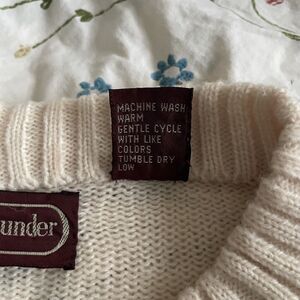 MACHINE WASH
WARM
GENTLE CYCLE
WITH LIKE
COLORS
TUMBLE DRY
LOW
under